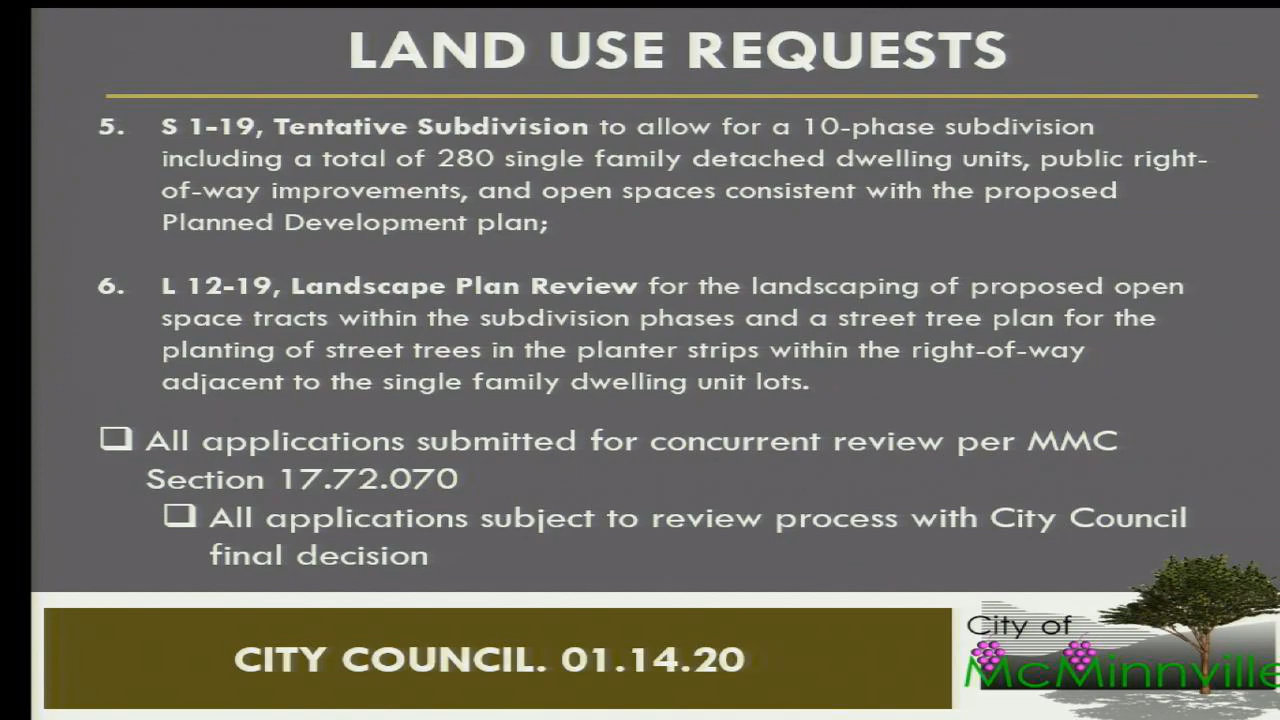 LAND USE REQUESTS
5. S 1-19, Tentative Subdivision to allow for a 10-phase subdivision
including a total of 280 single family detached dwelling units, public right-
of-way improvements, and open spaces consistent with the proposed
Planned Development plan;
6. L 12-19, Landscape Plan Review for the landscaping of proposed open
space tracts within the subdivision phases and a street tree plan for the
planting of street trees in the planter strips within the right-of-way
adjacent to the single family dwelling unit lots.
All applications submitted for concurrent review per MMC
Section 17.72.070
All applications subject to review process with City Council
final decision
CITY COUNCIL. 01.14.20
City of
McMinnville